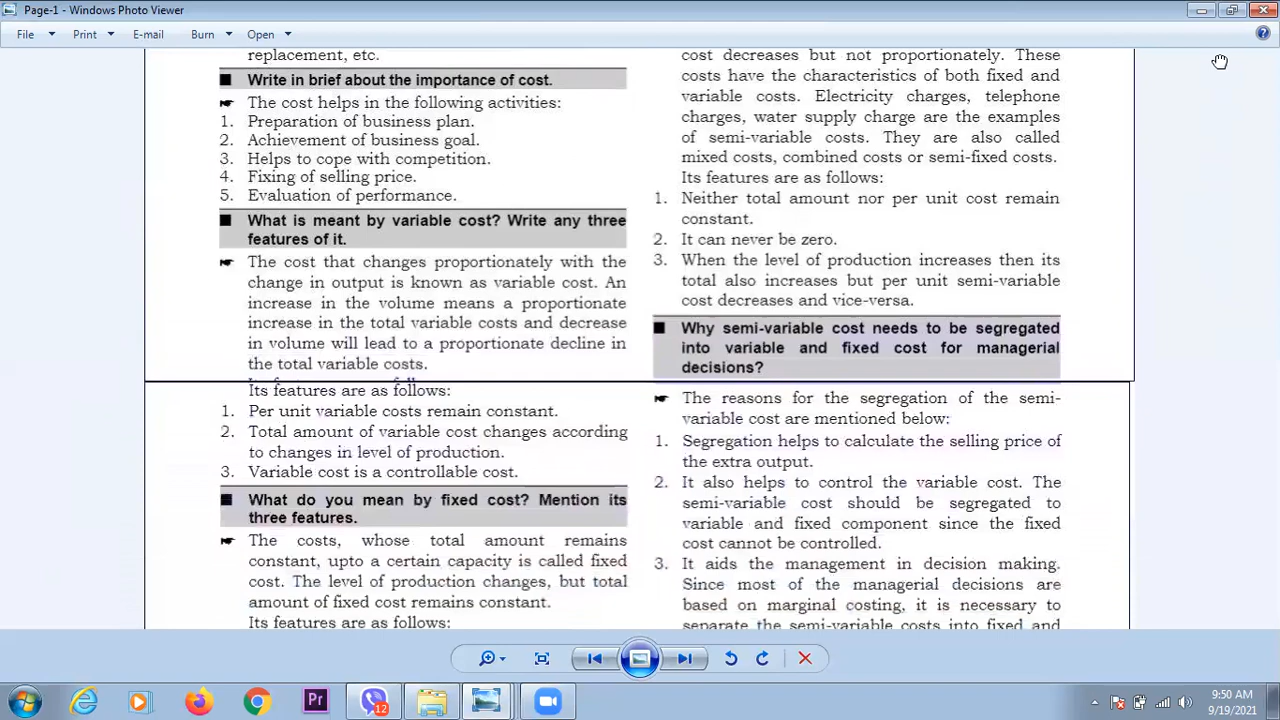 Page-1 - Windows Photo Viewer
File Print E-mail Burn Open
replacement, etc.
■ Write in brief about the importance of cost.
☛ The cost helps in the following activities:
1. Preparation of business plan.
2. Achievement of business goal.
3. Helps to cope with competition.
4. Fixing of selling price.
5. Evaluation of performance.
■ What is meant by variable cost? Write any three
features of it.
☛ The cost that changes proportionately with the
change in output is known as variable cost. An
increase in the volume means a proportionate
increase in the total variable costs and decrease
in volume will lead to a proportionate decline in
the total variable costs.
Its features are as follows:
1. Per unit variable costs remain constant.
2. Total amount of variable cost changes according
to changes in level of production.
3. Variable cost is a controllable cost.
■ What do you mean by fixed cost? Mention its
three features.
☛ The costs, whose total amount remains
constant, upto a certain capacity is called fixed
cost. The level of production changes, but total
amount of fixed cost remains constant.
Its features are as follows:
cost decreases but not proportionately. These
costs have the characteristics of both fixed and
variable costs. Electricity charges, telephone
charges, water supply charge are the examples
of semi-variable costs. They are also called
mixed costs, combined costs or semi-fixed costs.
Its features are as follows:
1. Neither total amount nor per unit cost remain
constant.
2. It can never be zero.
3. When the level of production increases then its
total also increases but per unit semi-variable
cost decreases and vice-versa.
■ Why semi-variable cost needs to be segregated
into variable and fixed cost for managerial
decisions?
☛ The reasons for the segregation of the semi-
variable cost are mentioned below:
1. Segregation helps to calculate the selling price of
the extra output.
2. It also helps to control the variable cost. The
semi-variable cost should be segregated to
variable and fixed component since the fixed
cost cannot be controlled.
3. It aids the management in decision making.
Since most of the managerial decisions are
based on marginal costing, it is necessary to
separate the semi-variable costs into fixed and
Pr
12
9:50 AM
9/19/2021